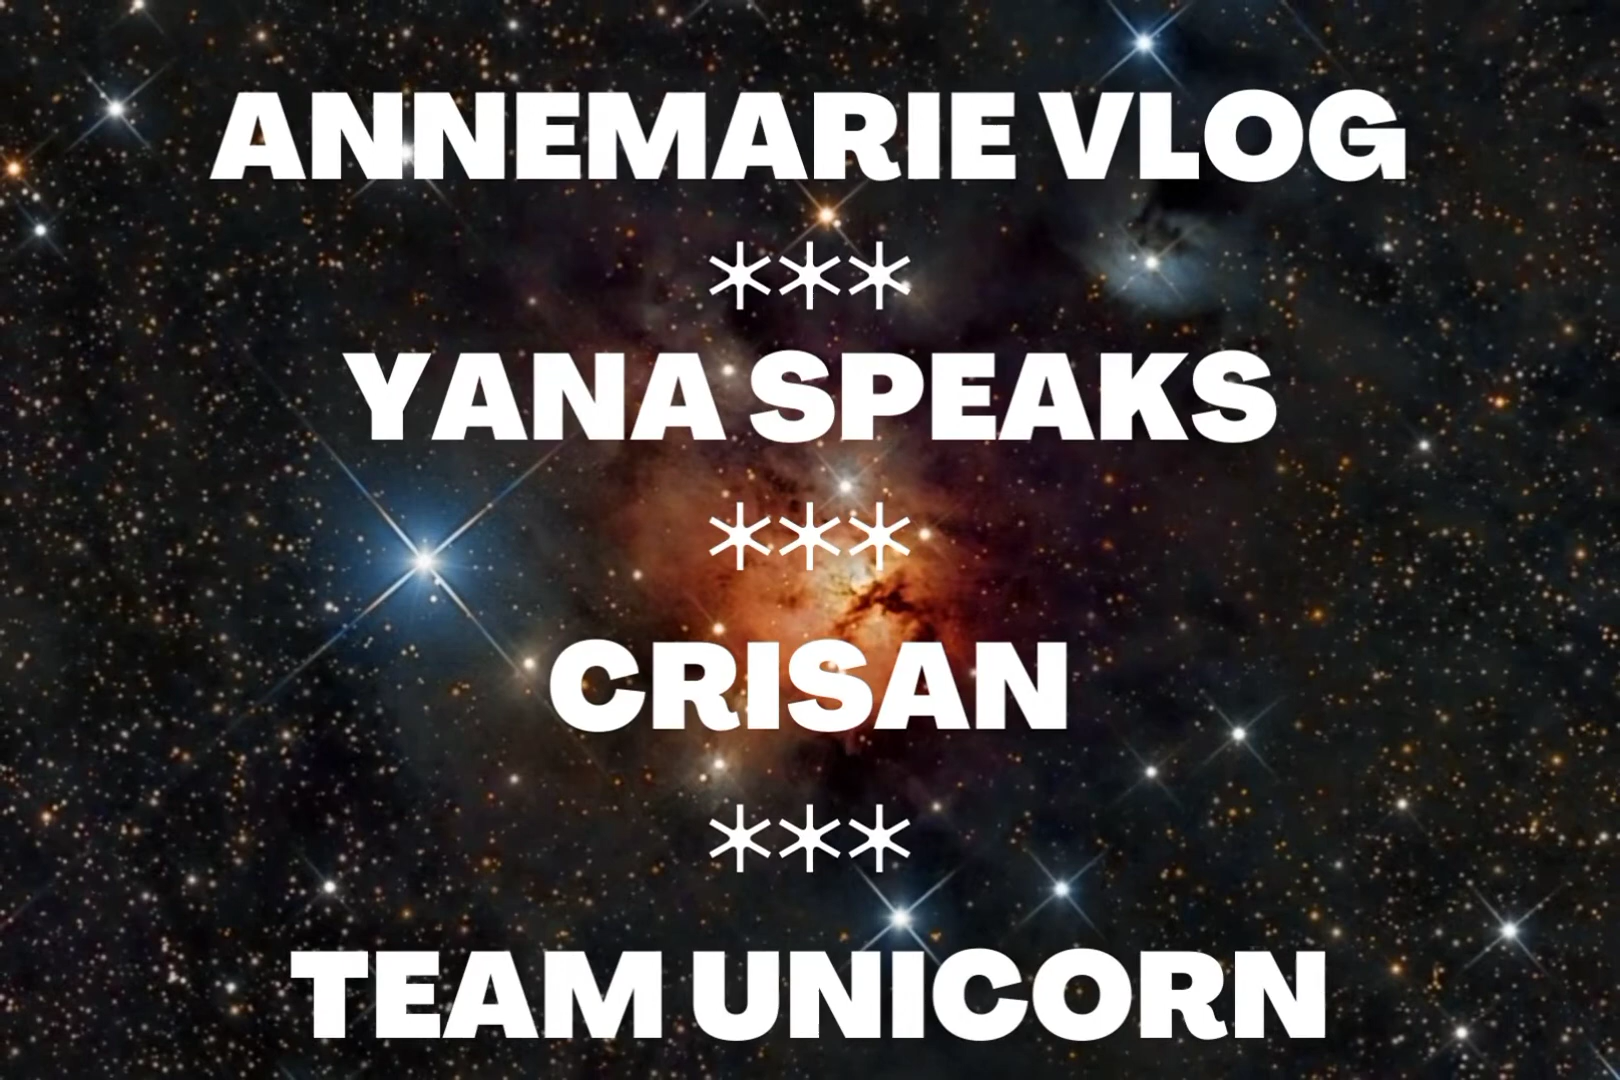 ANNEMARIE VLOG
***
YANA SPEAKS
***
CRISAN
***
TEAM UNICORN